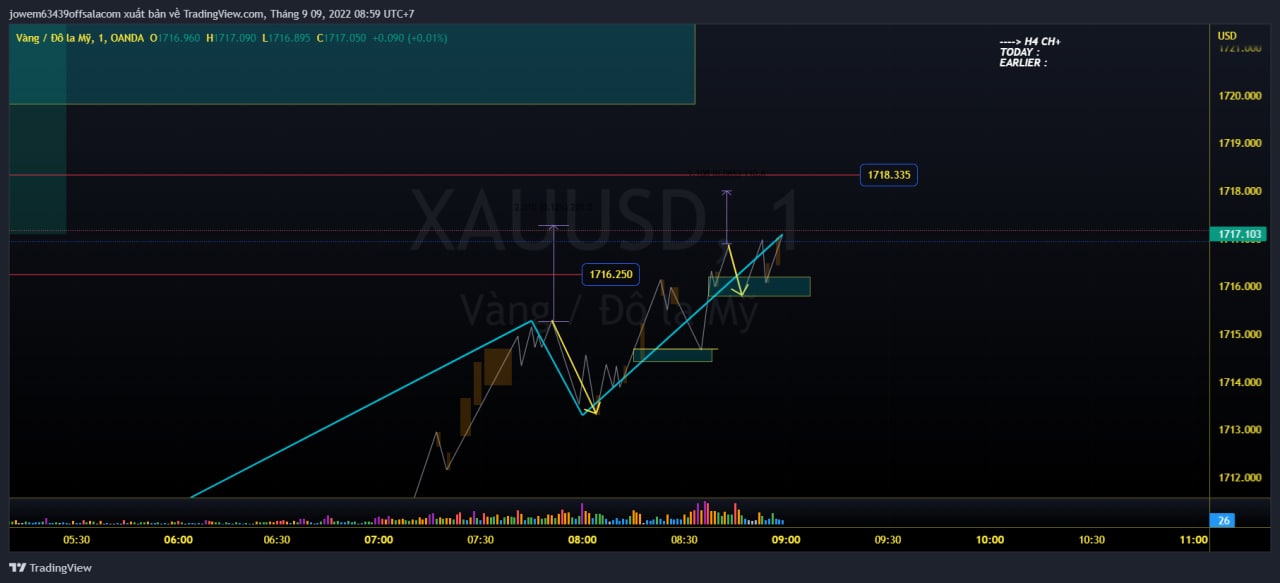 jowem63439offsalacom xuất bản về TradingView.com, Tháng 9 09, 2022 08:59 UTC+7
Vàng / Đô la Mỹ, 1, OANDA O1716.960 H1717.090 L1716.895 C1717.050 +0.090 (+0.01%)
----> H4 CH+
TODAY :
EARLIER :
USD
1721.000
1720.000
1719.000
1718.335
1718.000
XAUUSD, 1
1717.103
1716.250
1716.000
Vàng / Đô la Mỹ
1715.000
1714.000
1713.000
1712.000
26
05:30 06:00 06:30 07:00 07:30 08:00 08:30 09:00 09:30 10:00 10:30 11:00
TradingView